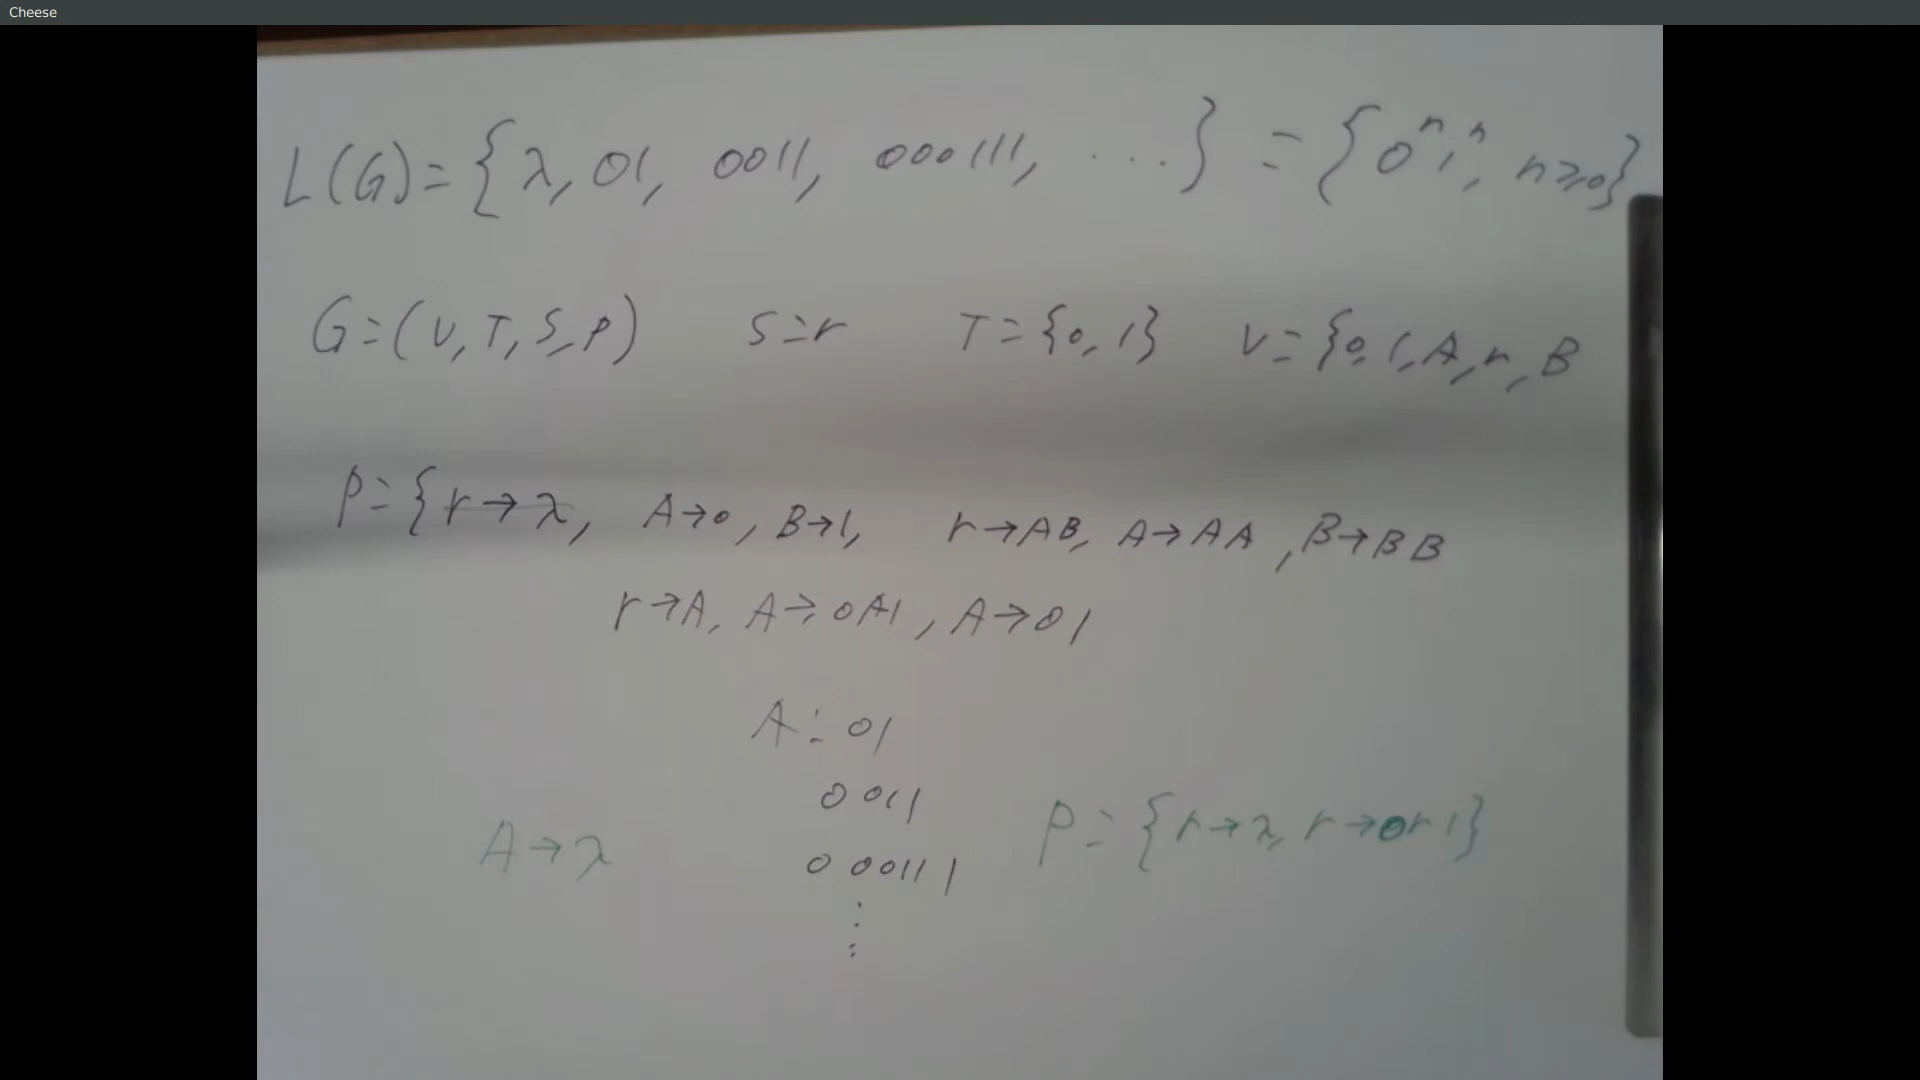 Cheese
L(G)={λ, 01, 0011, 000111, ....} = {0ⁿ1ⁿ, n≥0}
G=(V,T,S,P) S=r T={0,1} V={0,1,A,r,B
P={r→λ, A→0, B→1, r→AB, A→AA, B→BB
r→A, A→0A1, A→01
A: 01
0011
000111
⋮
A→λ
P={r→λ, r→0r1}